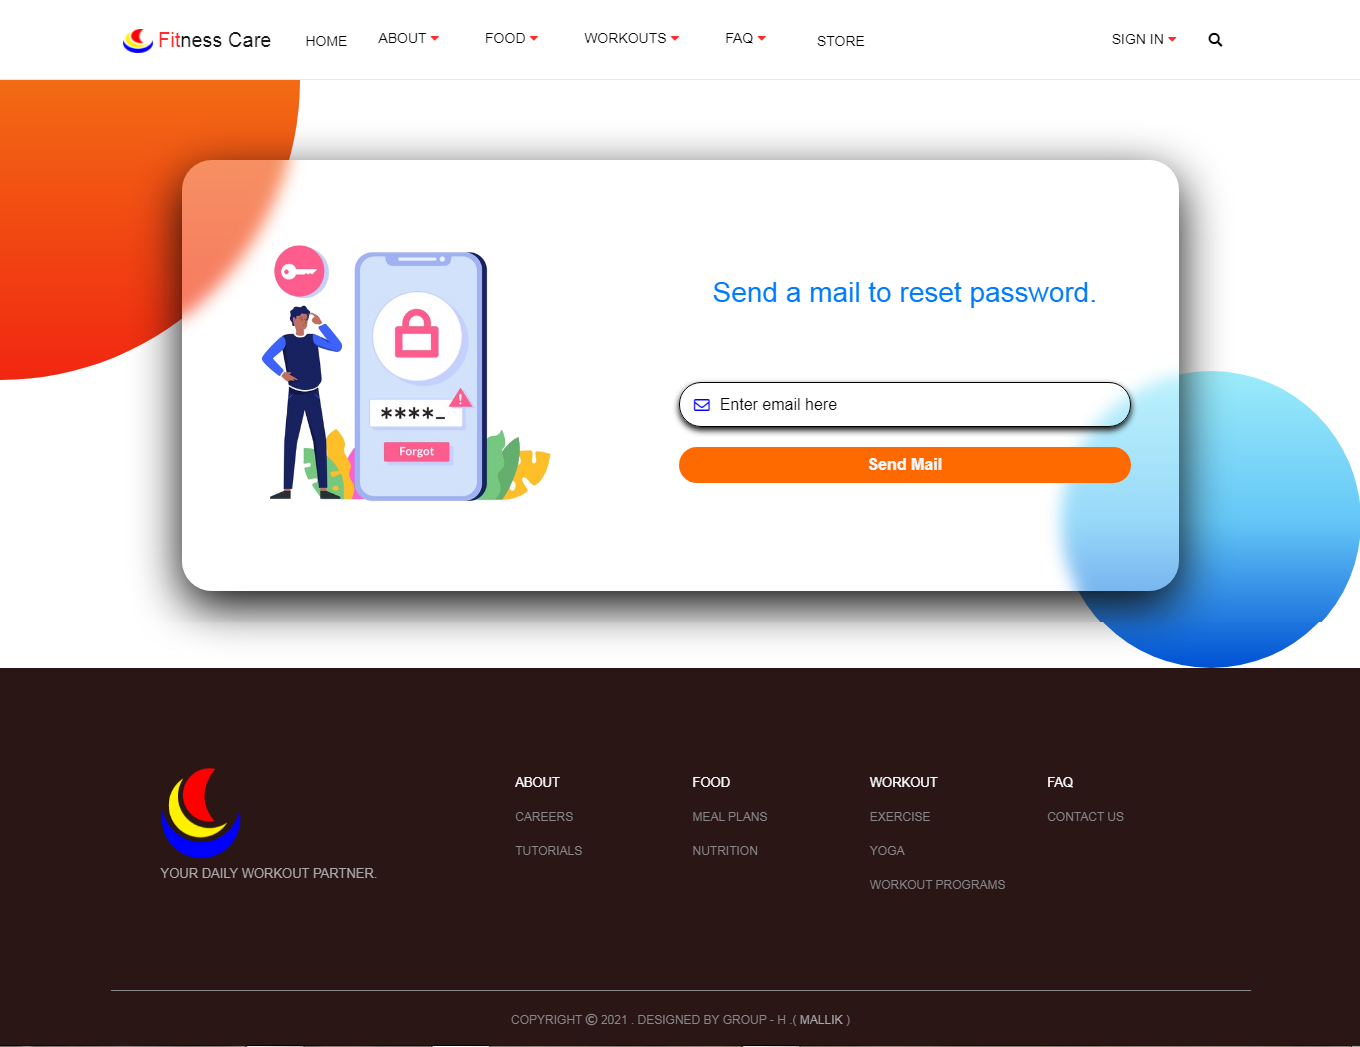 Fitness Care HOME ABOUT FOOD WORKOUTS FAQ STORE SIGN IN
Send a mail to reset password.
****_
Forgot
Enter email here
Send Mail
ABOUT FOOD WORKOUT FAQ
CAREERS MEAL PLANS EXERCISE CONTACT US
TUTORIALS NUTRITION YOGA
YOUR DAILY WORKOUT PARTNER.
WORKOUT PROGRAMS
COPYRIGHT © 2021 . DESIGNED BY GROUP - H .( MALLIK )